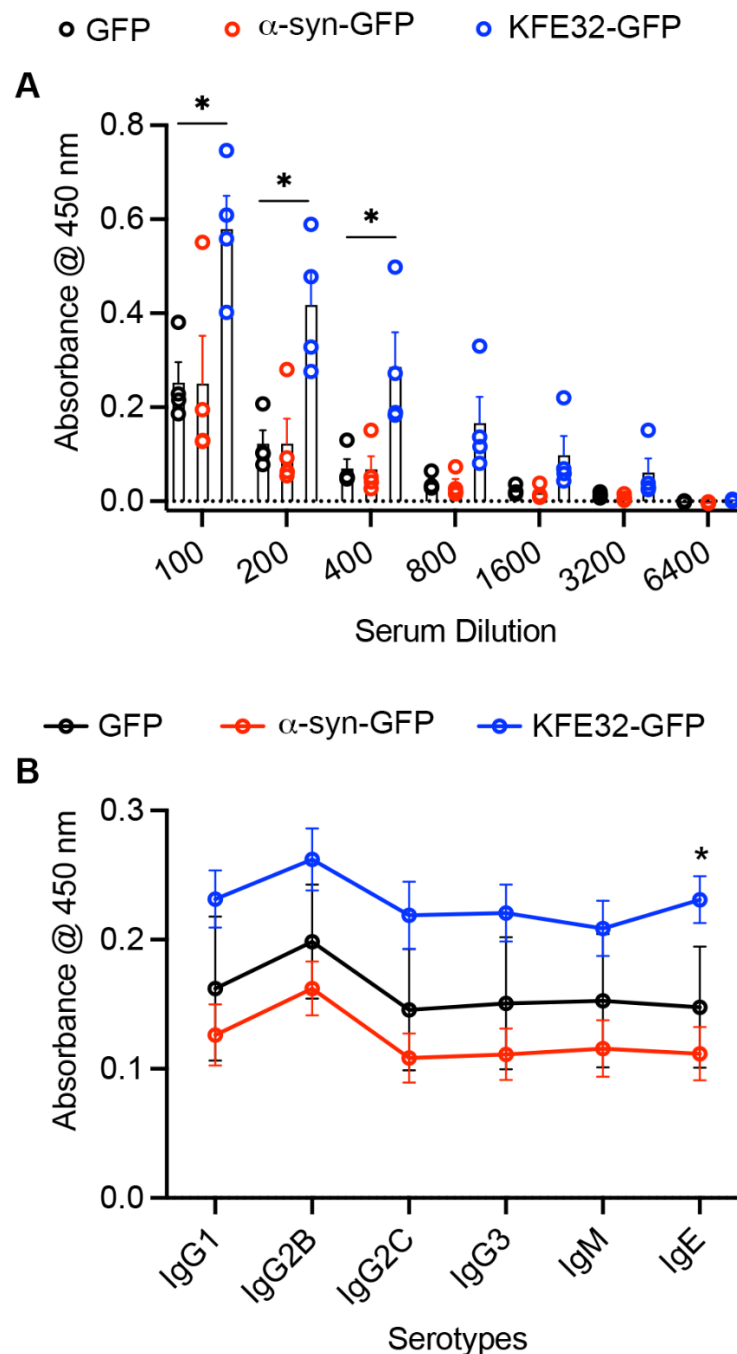 GFP α-syn-GFP KFE32-GFP
A
* * *
Absorbance @ 450 nm
0.8
0.6
0.4
0.2
0.0
100 200 400 800 1600 3200 6400
Serum Dilution
GFP α-syn-GFP KFE32-GFP
B
*
Absorbance @ 450 nm
0.3
0.2
0.1
0.0
IgG1 IgG2B IgG2C IgG3 IgM IgE
Serotypes